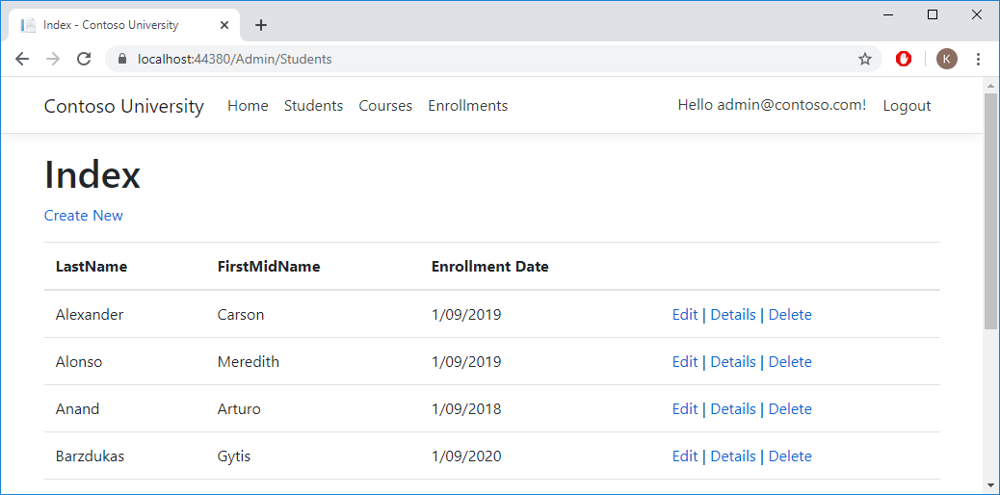 Index - Contoso University
localhost:44380/Admin/Students
K
Contoso University Home Students Courses Enrollments Hello admin@contoso.com! Logout
Index
Create New
LastName FirstMidName Enrollment Date
Alexander Carson 1/09/2019 Edit | Details | Delete
Alonso Meredith 1/09/2019 Edit | Details | Delete
Anand Arturo 1/09/2018 Edit | Details | Delete
Barzdukas Gytis 1/09/2020 Edit | Details | Delete